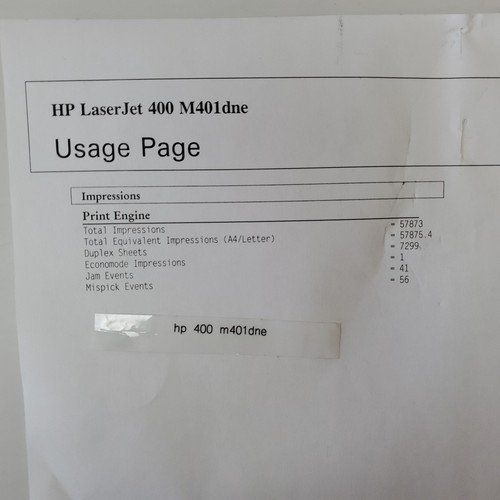 HP LaserJet 400 M401dne
Usage Page
Impressions
Print Engine
Total Impressions = 57873
Total Equivalent Impressions (A4/Letter) = 57875.4
Duplex Sheets = 7299.
Economode Impressions = 1
Jam Events = 41
Mispick Events = 56
hp 400 m401dne